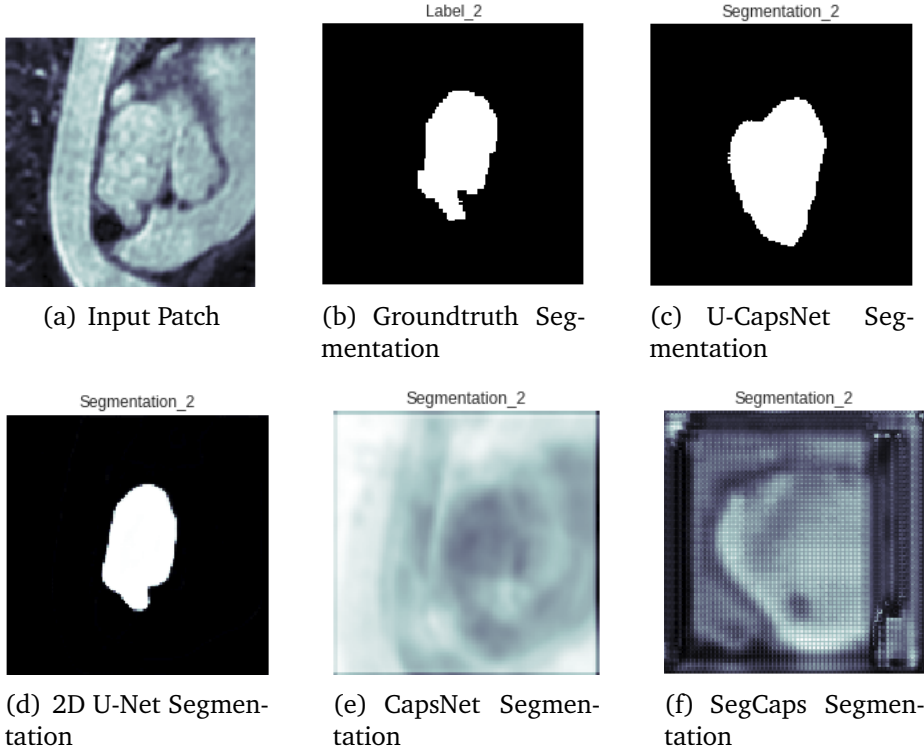 Label_2
Segmentation_2
(a) Input Patch
(b) Groundtruth Seg-
mentation
(c) U-CapsNet Seg-
mentation
Segmentation_2
Segmentation_2
Segmentation_2
(d) 2D U-Net Segmen-
tation
(e) CapsNet Segmen-
tation
(f) SegCaps Segmen-
tation